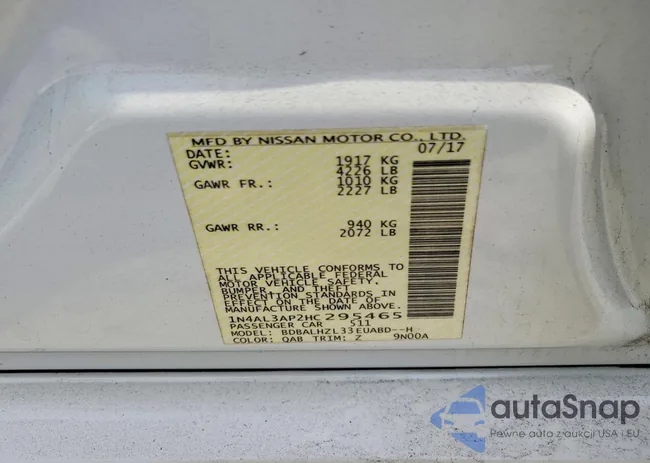 MFD BY NISSAN MOTOR CO., LTD.
DATE: 07/17
GVWR: 1917 KG
4226 LB
GAWR FR.: 1010 KG
2227 LB
GAWR RR.: 940 KG
2072 LB
THIS VEHICLE CONFORMS TO
ALL APPLICABLE FEDERAL
MOTOR VEHICLE SAFETY,
BUMPER, AND THEFT
PREVENTION STANDARDS IN
EFFECT ON THE DATE OF
MANUFACTURE SHOWN ABOVE.
1N4AL3AP2HC295465
PASSENGER CAR 511
MODEL: BDBALHZL33EUABD--H
COLOR: QAB TRIM: Z 9N00A
autaSnap
Pewne auto z aukcji USA i EU